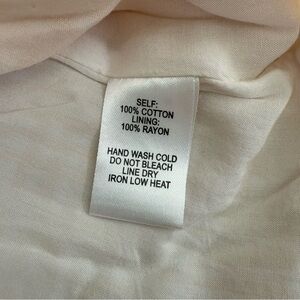 SELF:
100% COTTON
LINING:
100% RAYON
HAND WASH COLD
DO NOT BLEACH
LINE DRY
IRON LOW HEAT